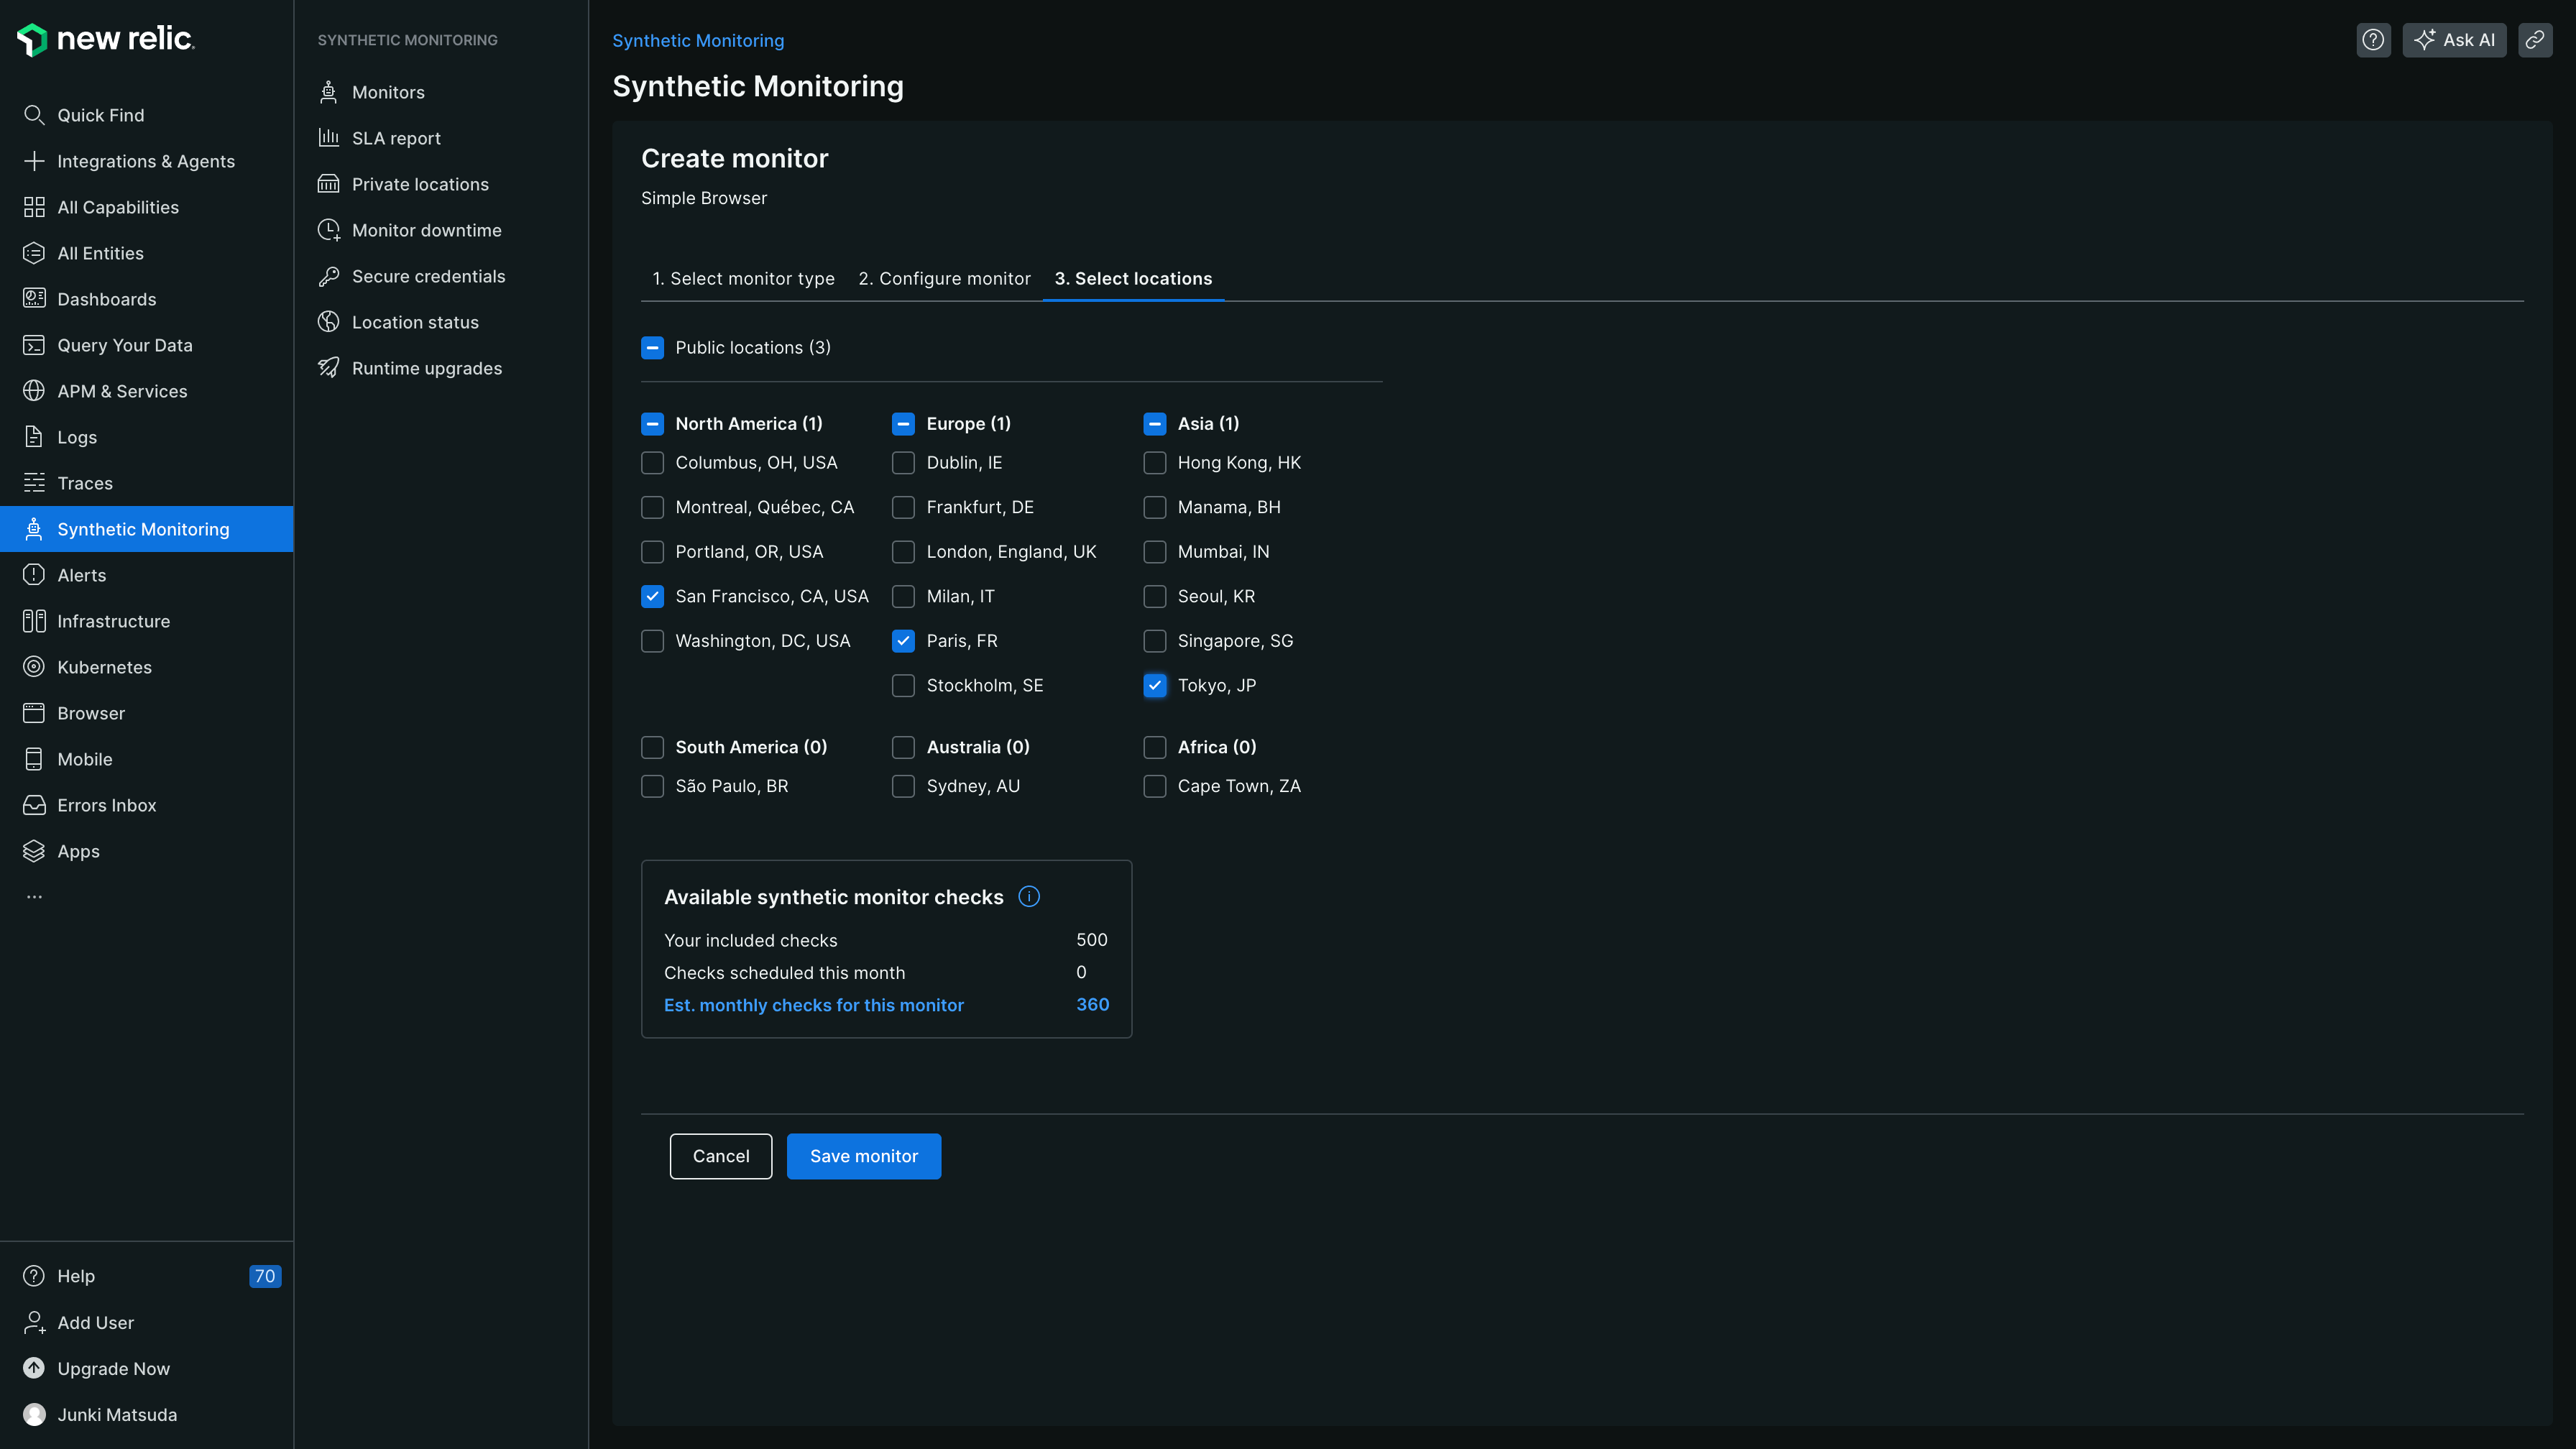 new relic.
Quick Find
Integrations & Agents
All Capabilities
All Entities
Dashboards
Query Your Data
APM & Services
Logs
Traces
Synthetic Monitoring
Alerts
Infrastructure
Kubernetes
Browser
Mobile
Errors Inbox
Apps
...
Help 70
Add User
Upgrade Now
Junki Matsuda
SYNTHETIC MONITORING
Monitors
SLA report
Private locations
Monitor downtime
Secure credentials
Location status
Runtime upgrades
Synthetic Monitoring
Ask AI
Synthetic Monitoring
Create monitor
Simple Browser
1. Select monitor type 2. Configure monitor 3. Select locations
Public locations (3)
North America (1)
Columbus, OH, USA
Montreal, Québec, CA
Portland, OR, USA
San Francisco, CA, USA
Washington, DC, USA
Europe (1)
Dublin, IE
Frankfurt, DE
London, England, UK
Milan, IT
Paris, FR
Stockholm, SE
Asia (1)
Hong Kong, HK
Manama, BH
Mumbai, IN
Seoul, KR
Singapore, SG
Tokyo, JP
South America (0)
São Paulo, BR
Australia (0)
Sydney, AU
Africa (0)
Cape Town, ZA
Available synthetic monitor checks
Your included checks 500
Checks scheduled this month 0
Est. monthly checks for this monitor 360
Cancel Save monitor